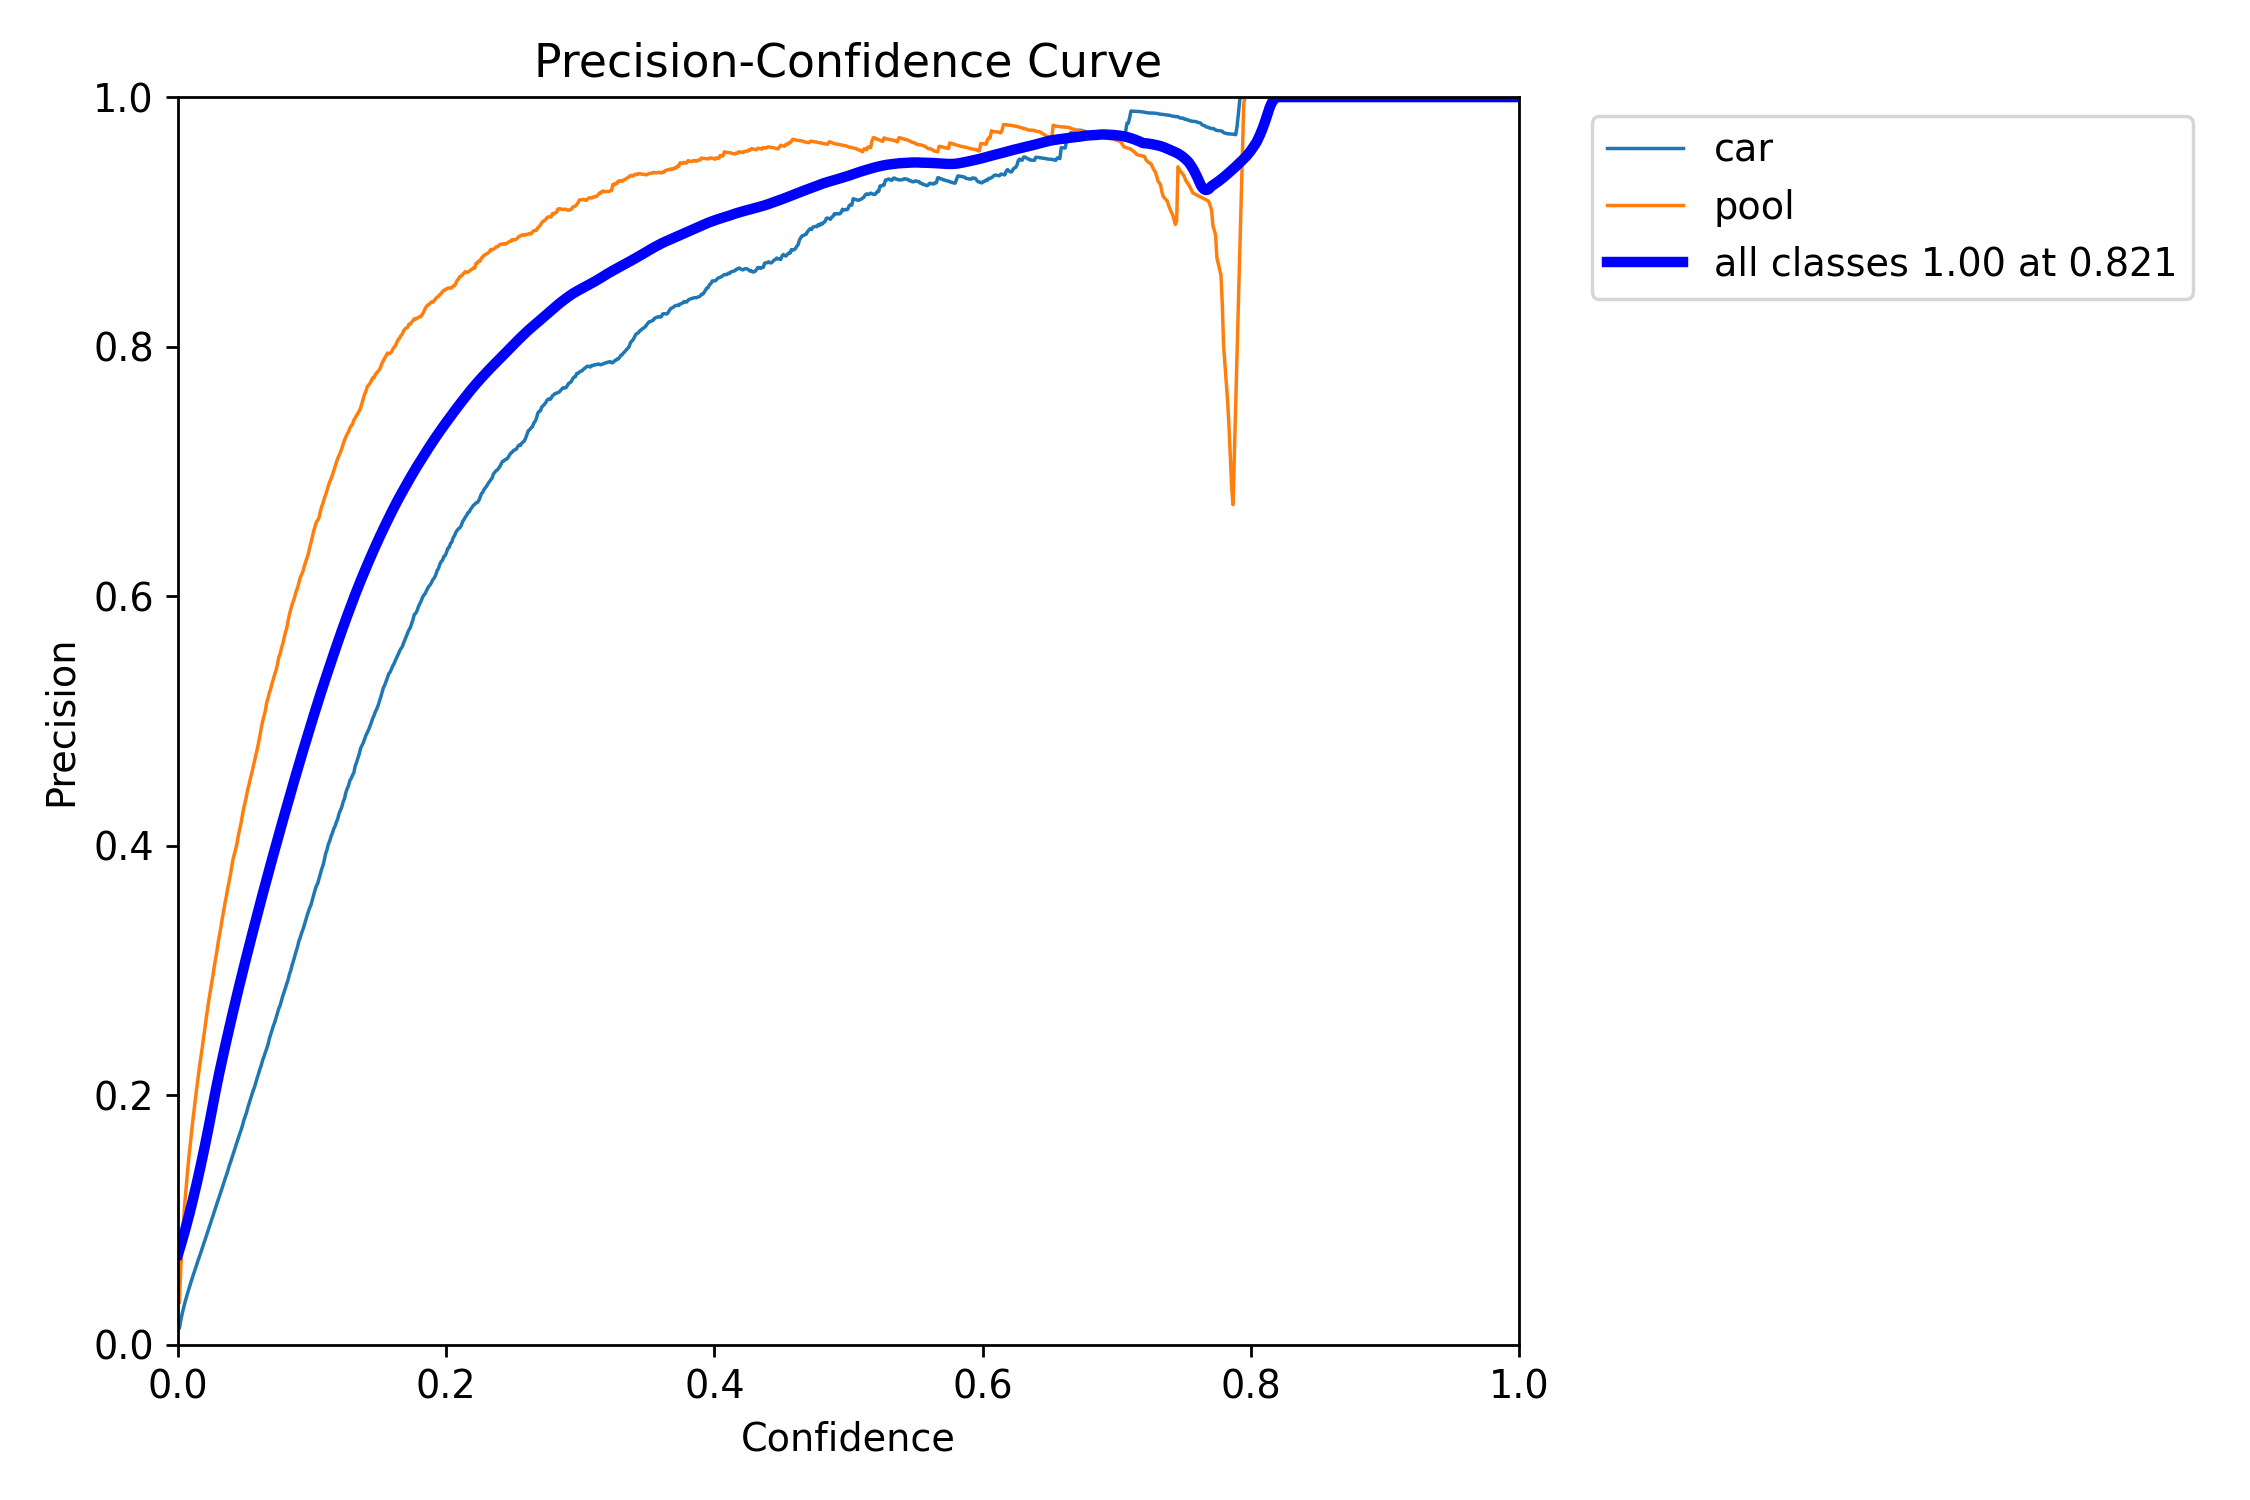 Precision-Confidence Curve
1.0
0.8
0.6
0.4
0.2
0.0
Precision
0.0 0.2 0.4 0.6 0.8 1.0
Confidence
car
pool
all classes 1.00 at 0.821